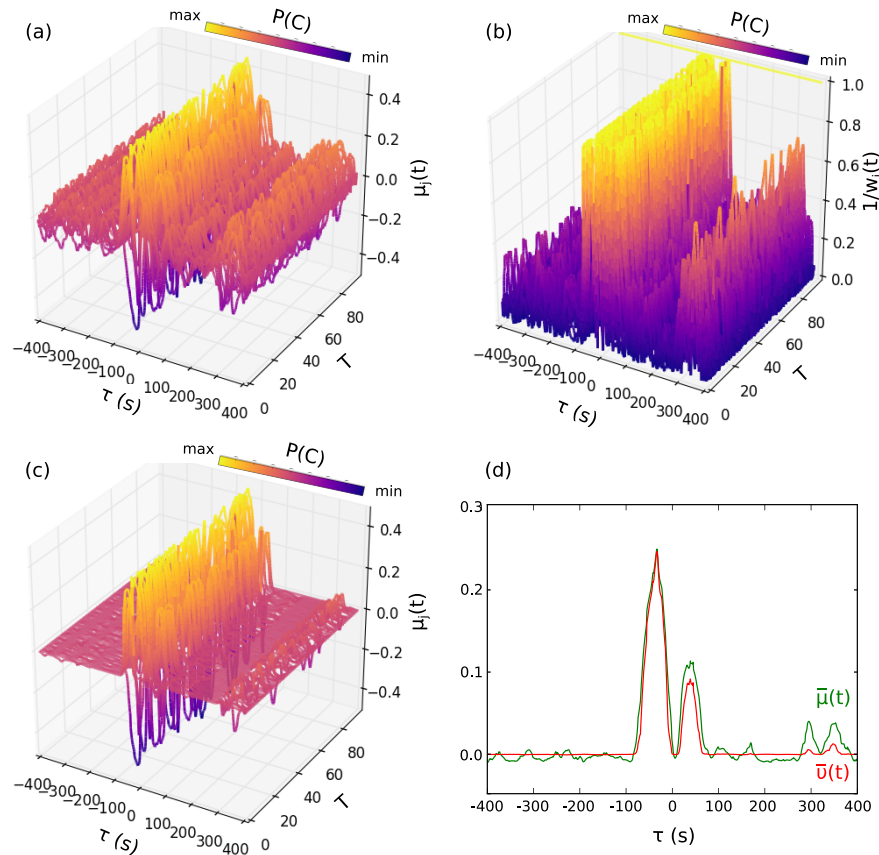 (a)
P(C)
max
min
0.4
0.2
0.0
−0.2
−0.4
μj(t)
80
60
40
20
0
T
−400
−300
−200
−100
0
100
200
300
400
τ (s)
(b)
P(C)
max
min
1.0
0.8
0.6
0.4
0.2
0.0
1/wj(t)
80
60
40
20
0
T
−400
−300
−200
−100
0
100
200
300
400
τ (s)
(c)
P(C)
max
min
0.4
0.2
0.0
−0.2
−0.4
μj(t)
80
60
40
20
0
T
−400
−300
−200
−100
0
100
200
300
400
τ (s)
(d)
0.3
0.2
0.1
0.0
μ̅(t)
υ̅(t)
-400 -300 -200 -100 0 100 200 300 400
τ (s)